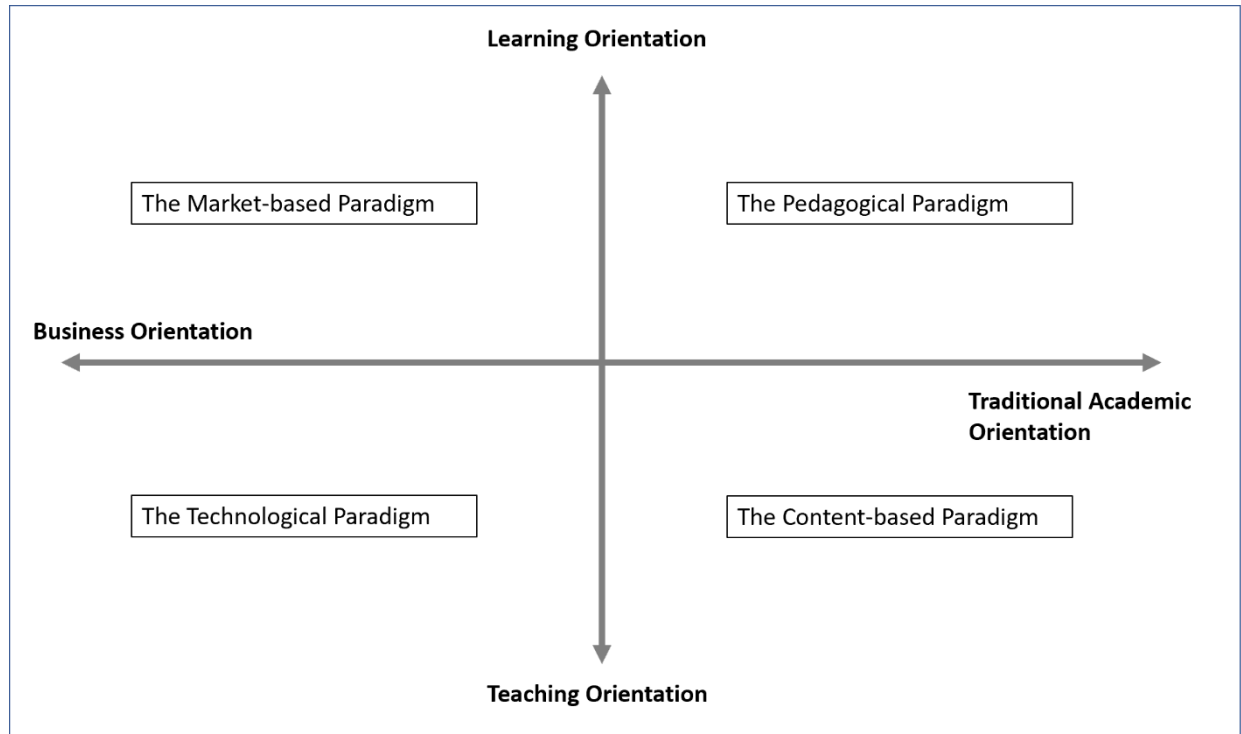 Learning Orientation
The Market-based Paradigm
The Pedagogical Paradigm
Business Orientation
Traditional Academic
Orientation
The Technological Paradigm
The Content-based Paradigm
Teaching Orientation